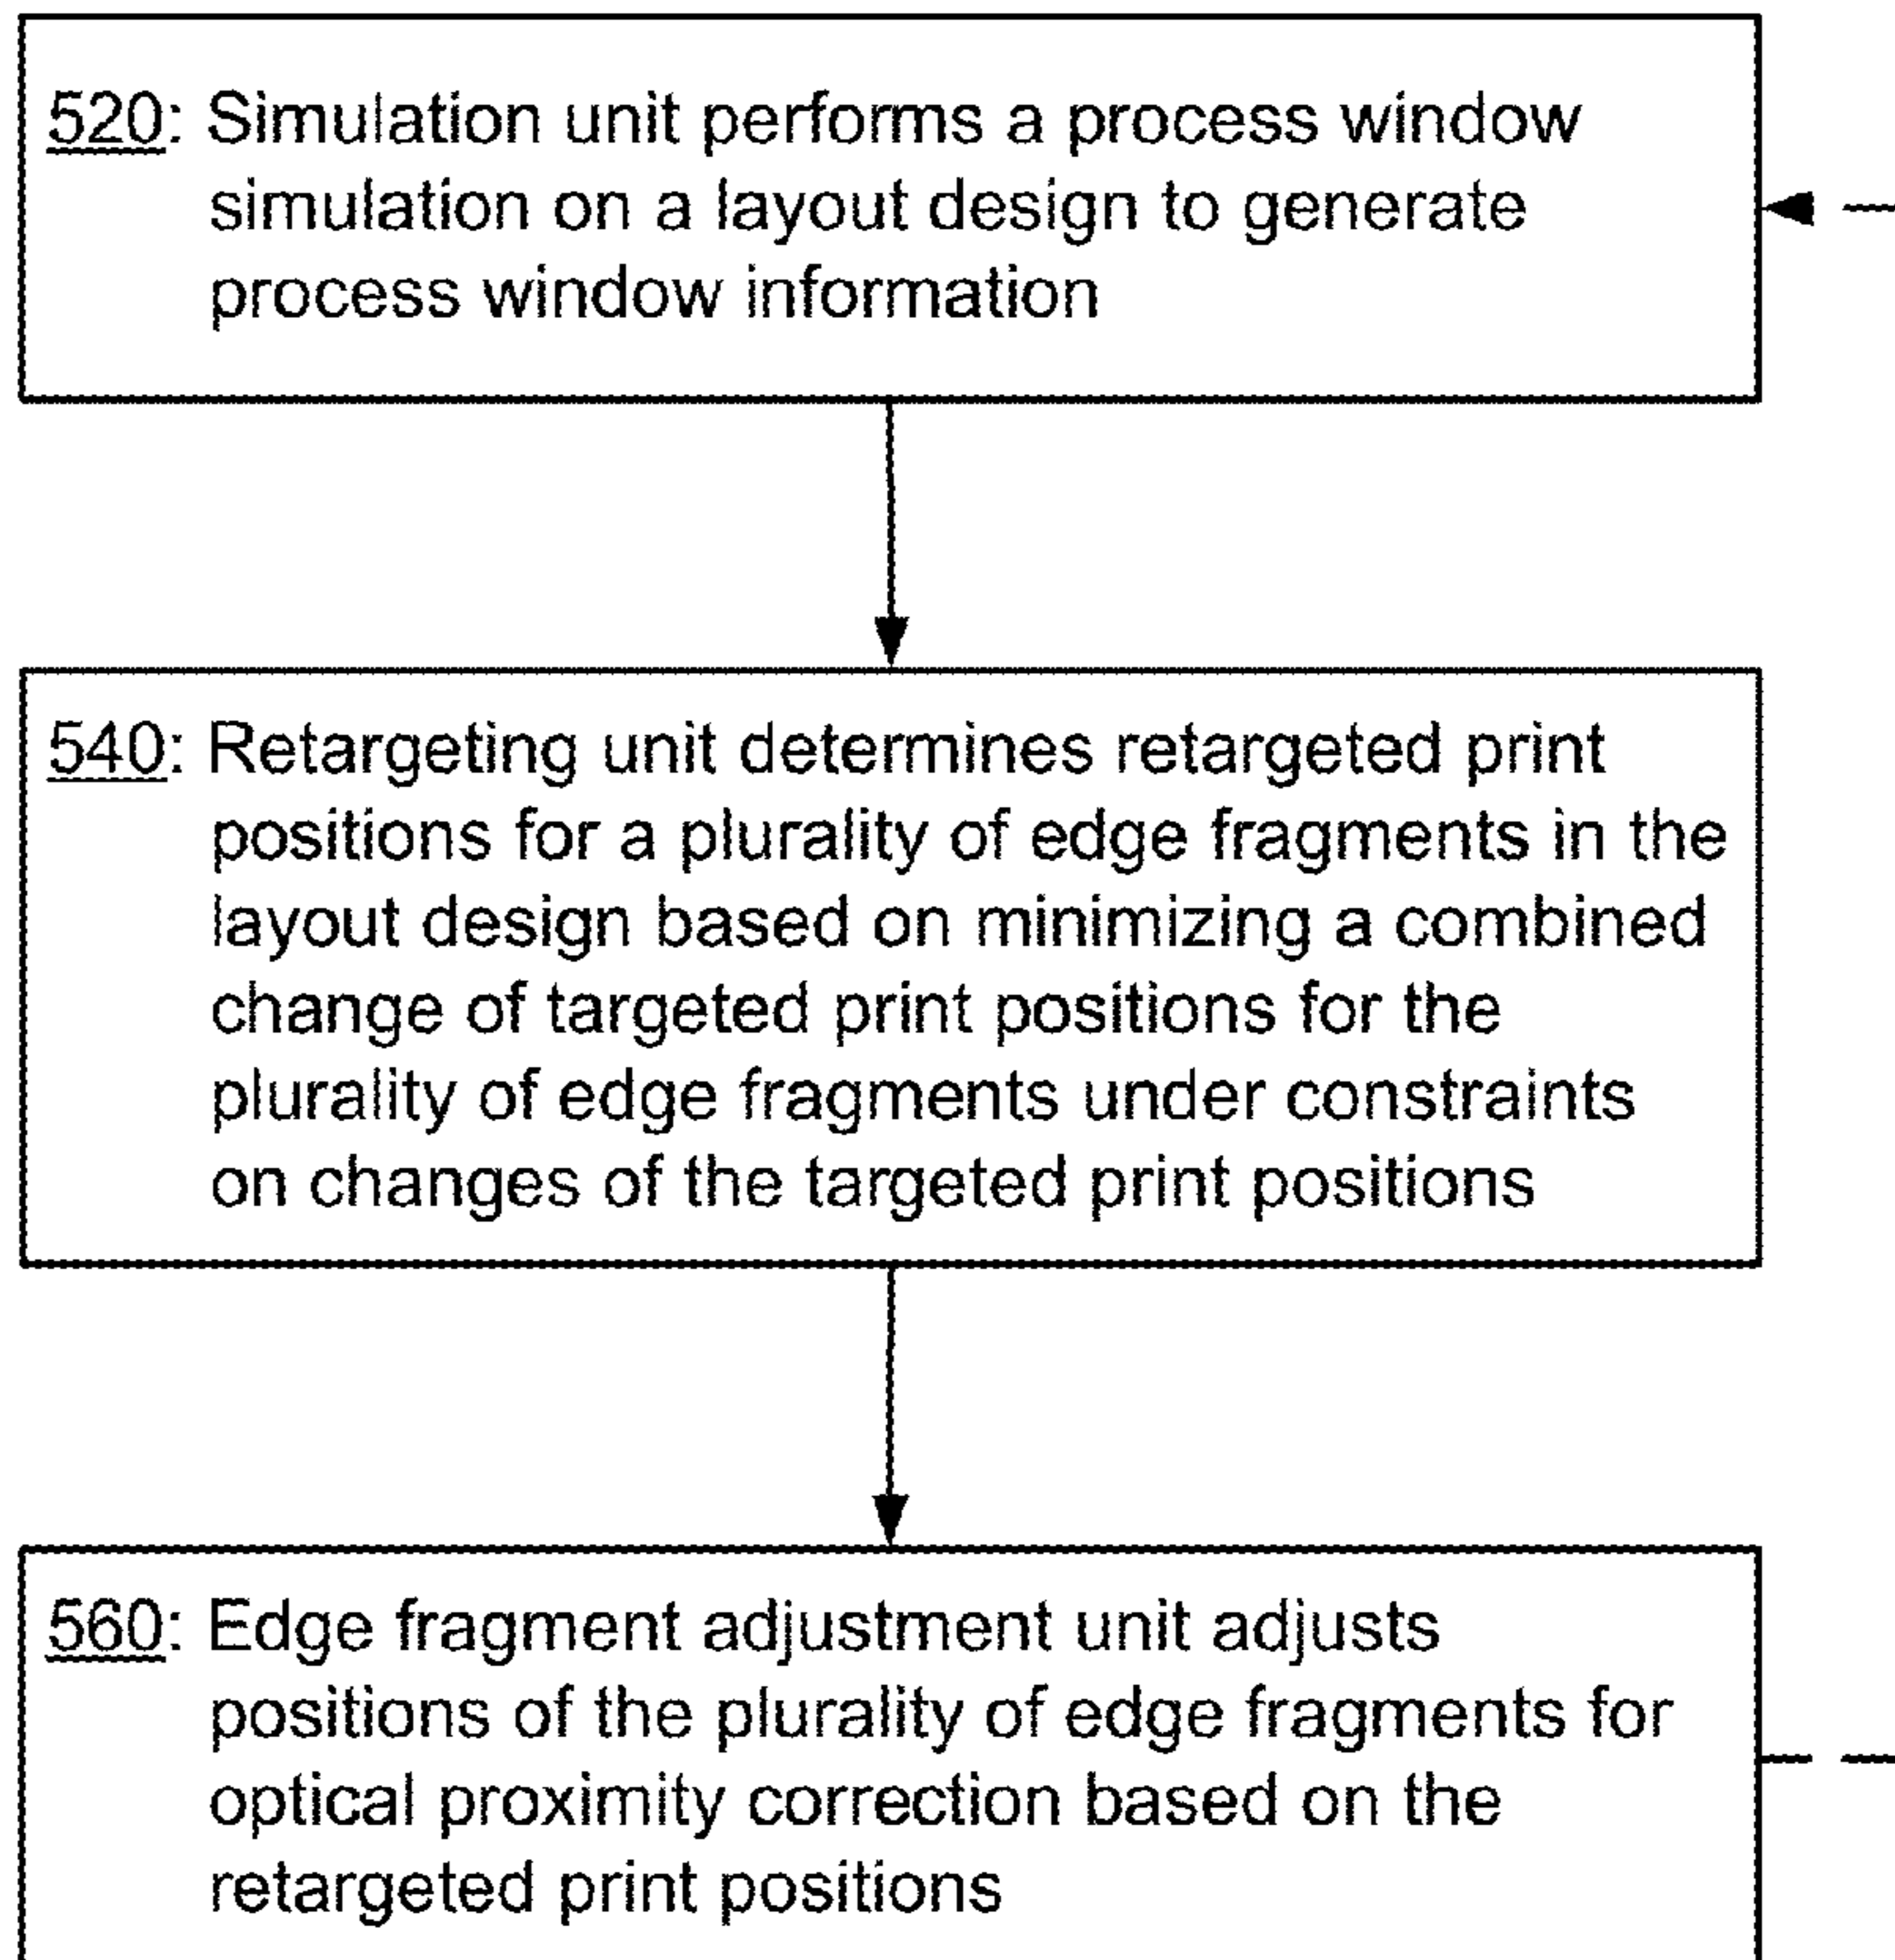 520: Simulation unit performs a process window
simulation on a layout design to generate
process window information
540: Retargeting unit determines retargeted print
positions for a plurality of edge fragments in the
layout design based on minimizing a combined
change of targeted print positions for the
plurality of edge fragments under constraints
on changes of the targeted print positions
560: Edge fragment adjustment unit adjusts
positions of the plurality of edge fragments for
optical proximity correction based on the
retargeted print positions